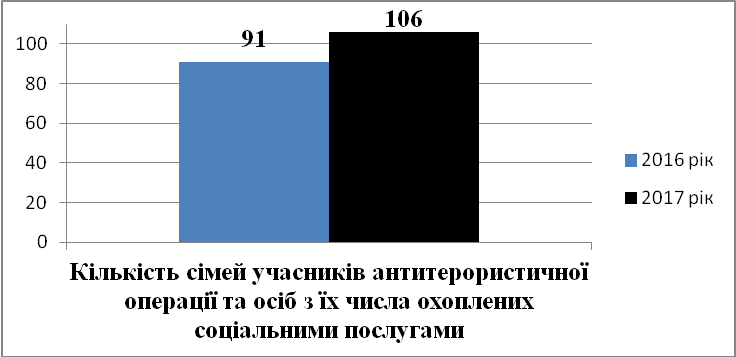 106
91
100
80
60
40
20
0
2016 рік
2017 рік
Кількість сімей учасників антитерористичної
операції та осіб з їх числа охоплених
соціальними послугами